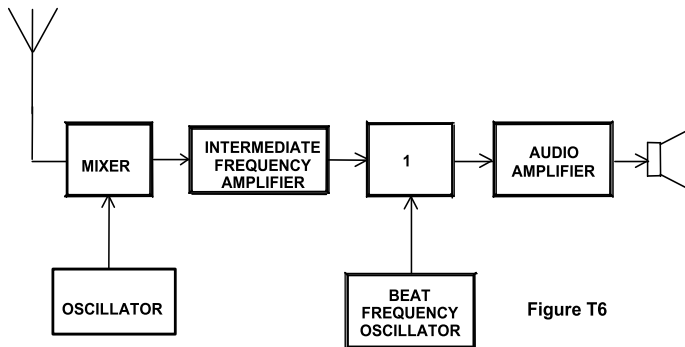 MIXER
INTERMEDIATE
FREQUENCY
AMPLIFIER
1
AUDIO
AMPLIFIER
OSCILLATOR
BEAT
FREQUENCY
OSCILLATOR
Figure T6